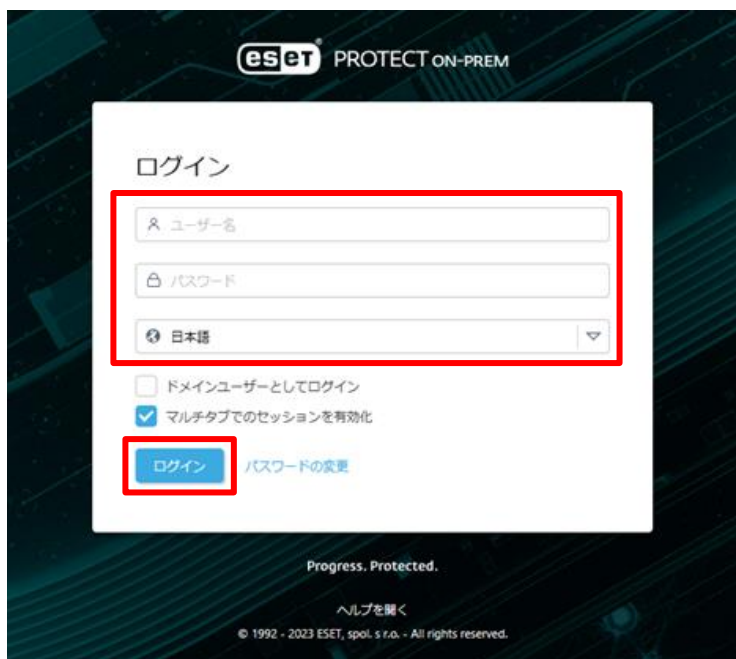 eset PROTECT ON-PREM
ログイン
ユーザー名
パスワード
日本語
ドメインユーザーとしてログイン
マルチタブでのセッションを有効化
ログイン パスワードの変更
Progress. Protected.
ヘルプを開く
© 1992 - 2023 ESET, spol. s r.o. - All rights reserved.